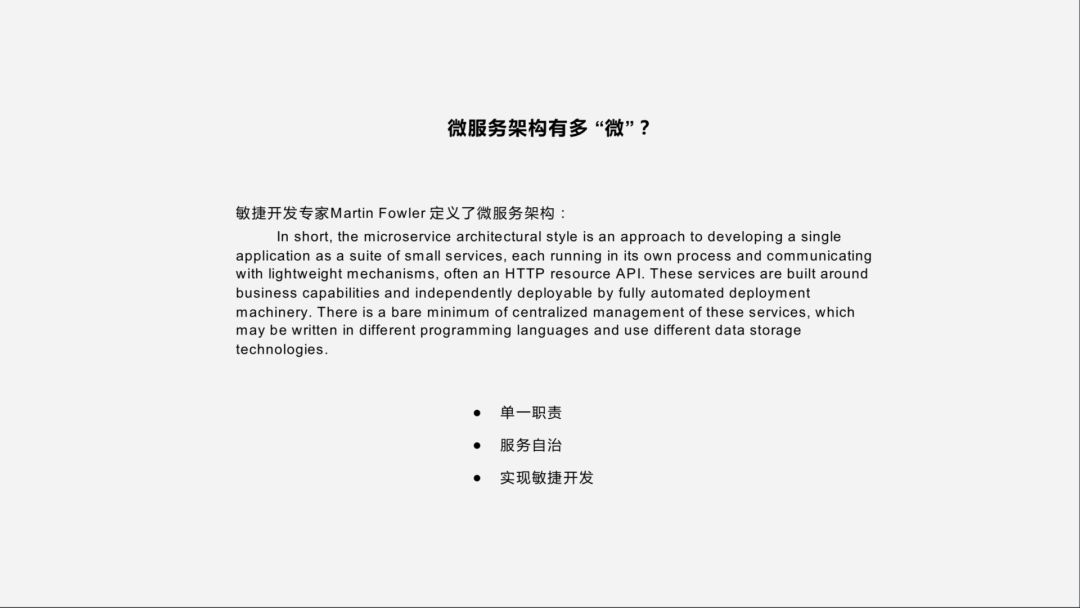 微服务架构有多 “微”？
敏捷开发专家Martin Fowler 定义了微服务架构：
In short, the microservice architectural style is an approach to developing a single
application as a suite of small services, each running in its own process and communicating
with lightweight mechanisms, often an HTTP resource API. These services are built around
business capabilities and independently deployable by fully automated deployment
machinery. There is a bare minimum of centralized management of these services, which
may be written in different programming languages and use different data storage
technologies.
● 单一职责
● 服务自治
● 实现敏捷开发